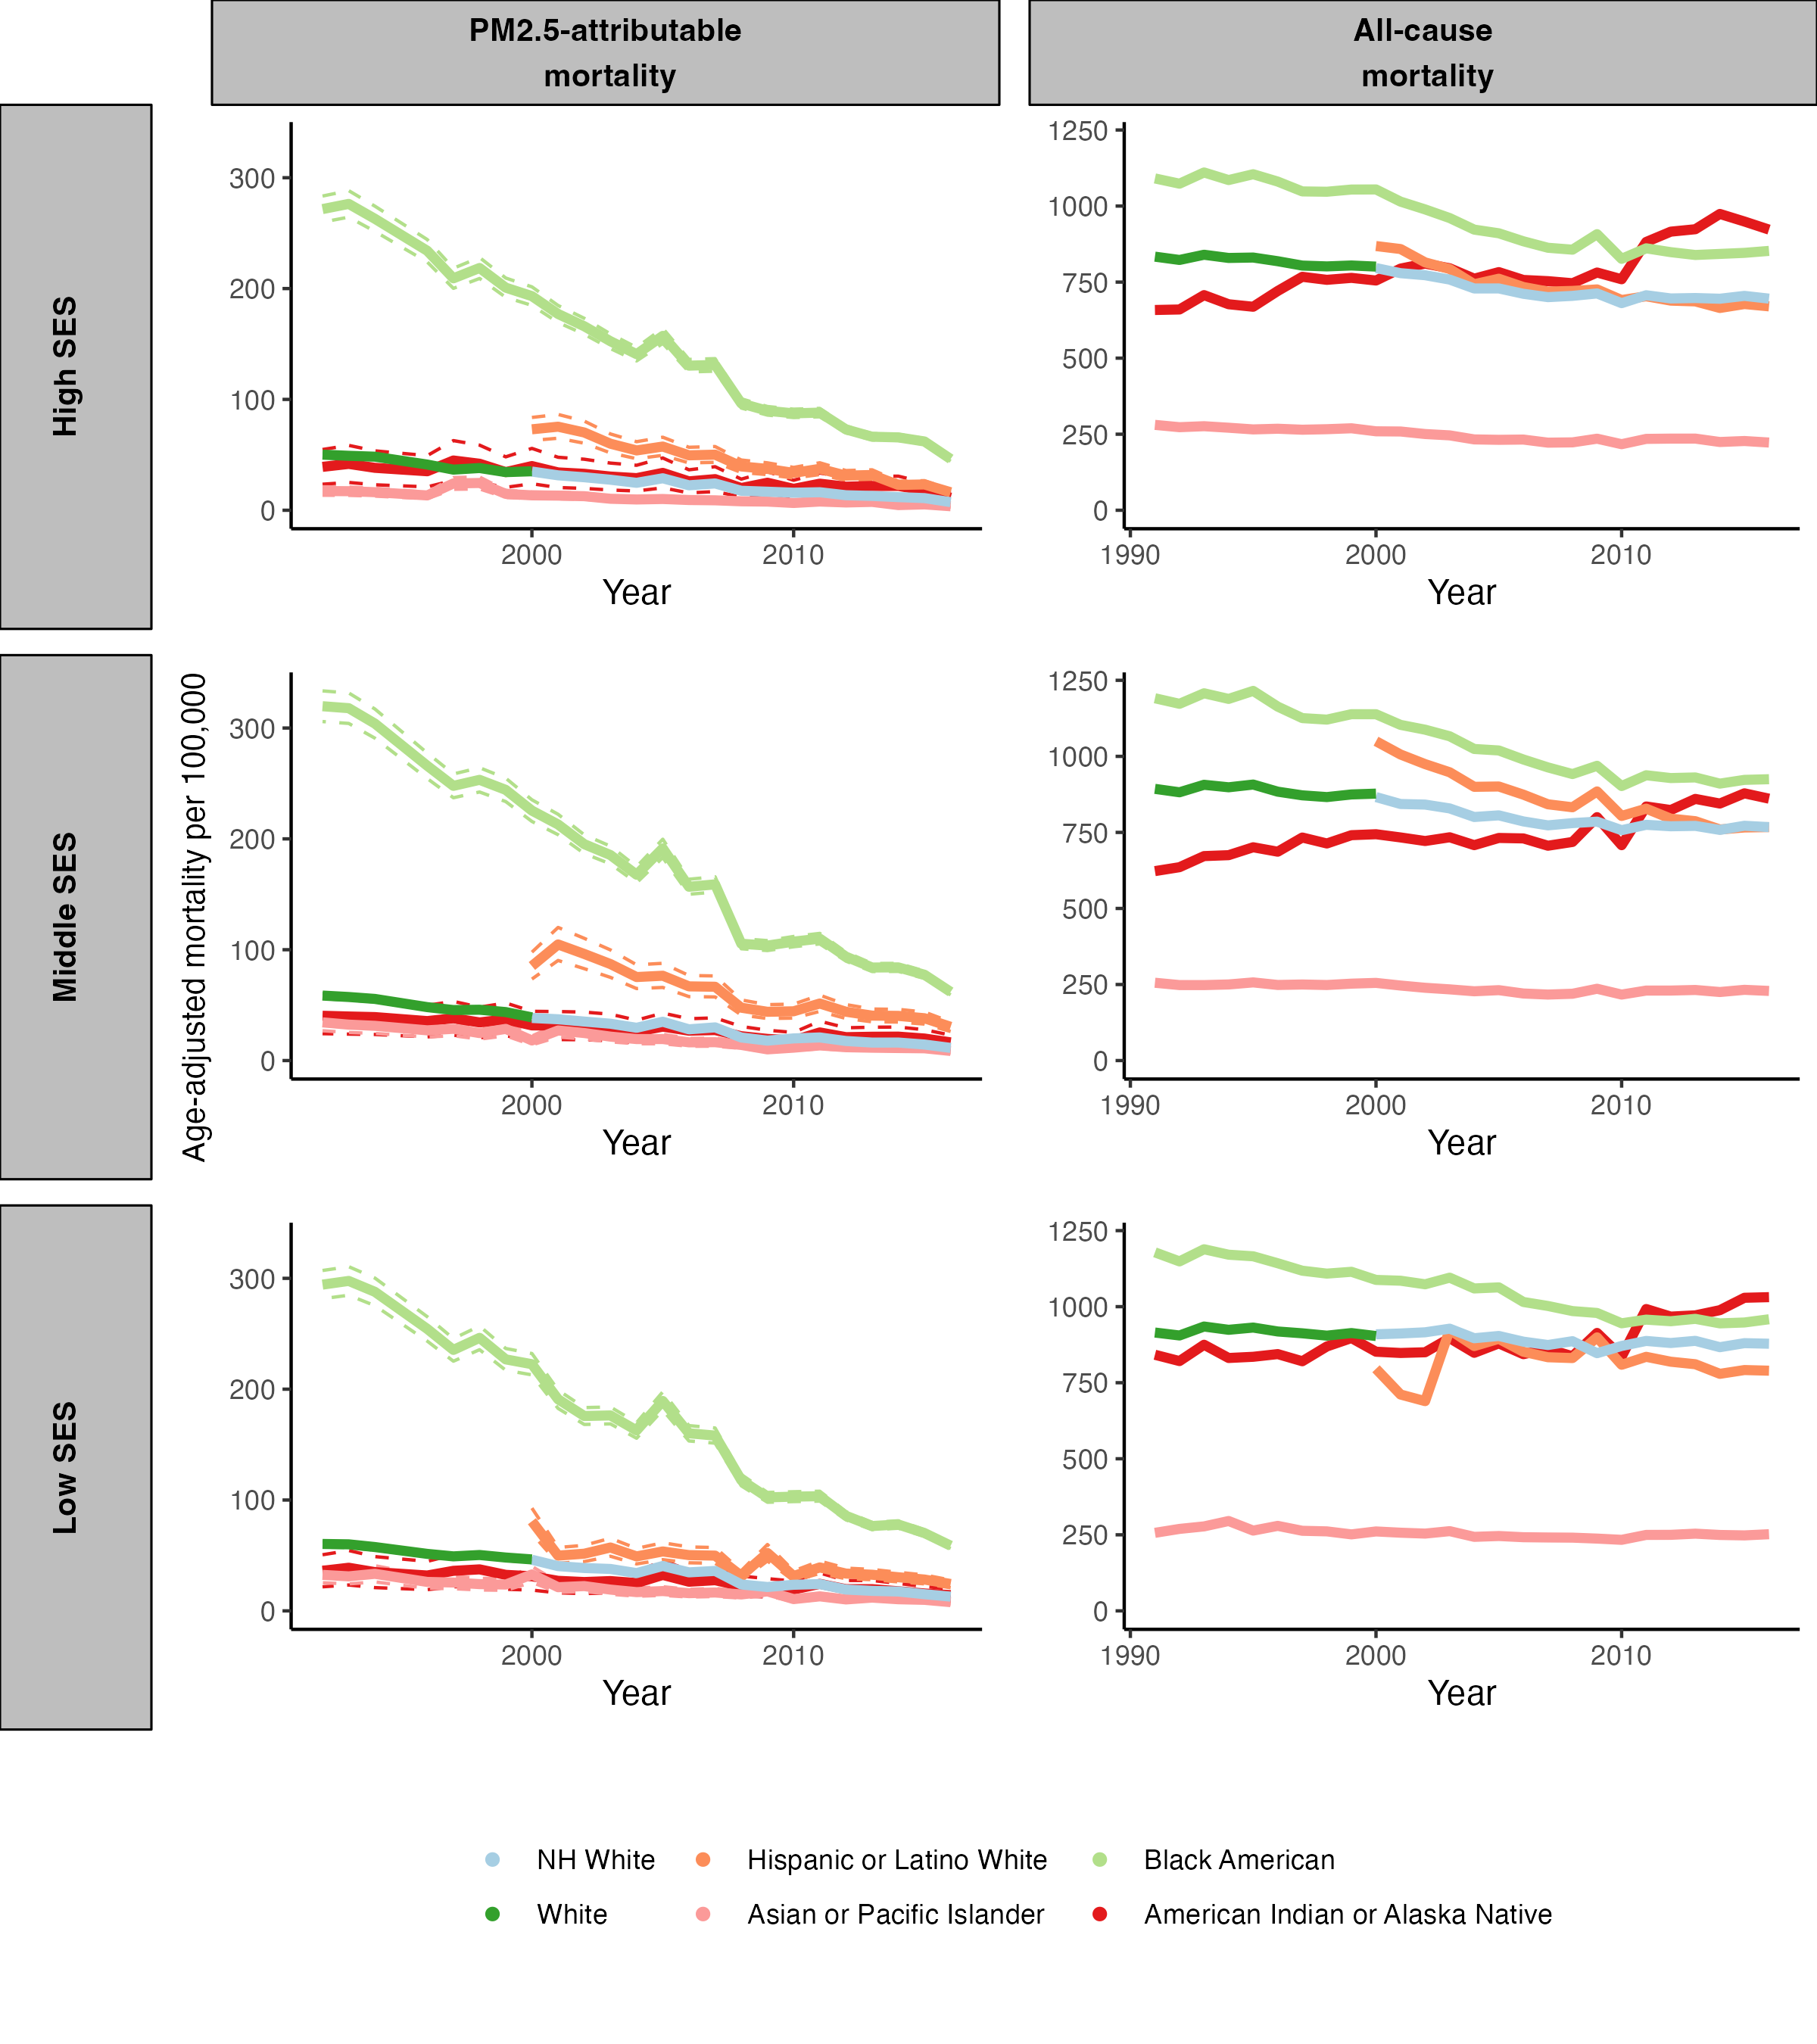 PM2.5-attributable
mortality
All-cause
mortality
High SES
300
200
100
0
2000
2010
Year
1250
1000
750
500
250
0
1990
2000
2010
Year
Middle SES
Age-adjusted mortality per 100,000
300
200
100
0
2000
2010
Year
1250
1000
750
500
250
0
1990
2000
2010
Year
Low SES
300
200
100
0
2000
2010
Year
1250
1000
750
500
250
0
1990
2000
2010
Year
NH White
Hispanic or Latino White
Black American
White
Asian or Pacific Islander
American Indian or Alaska Native